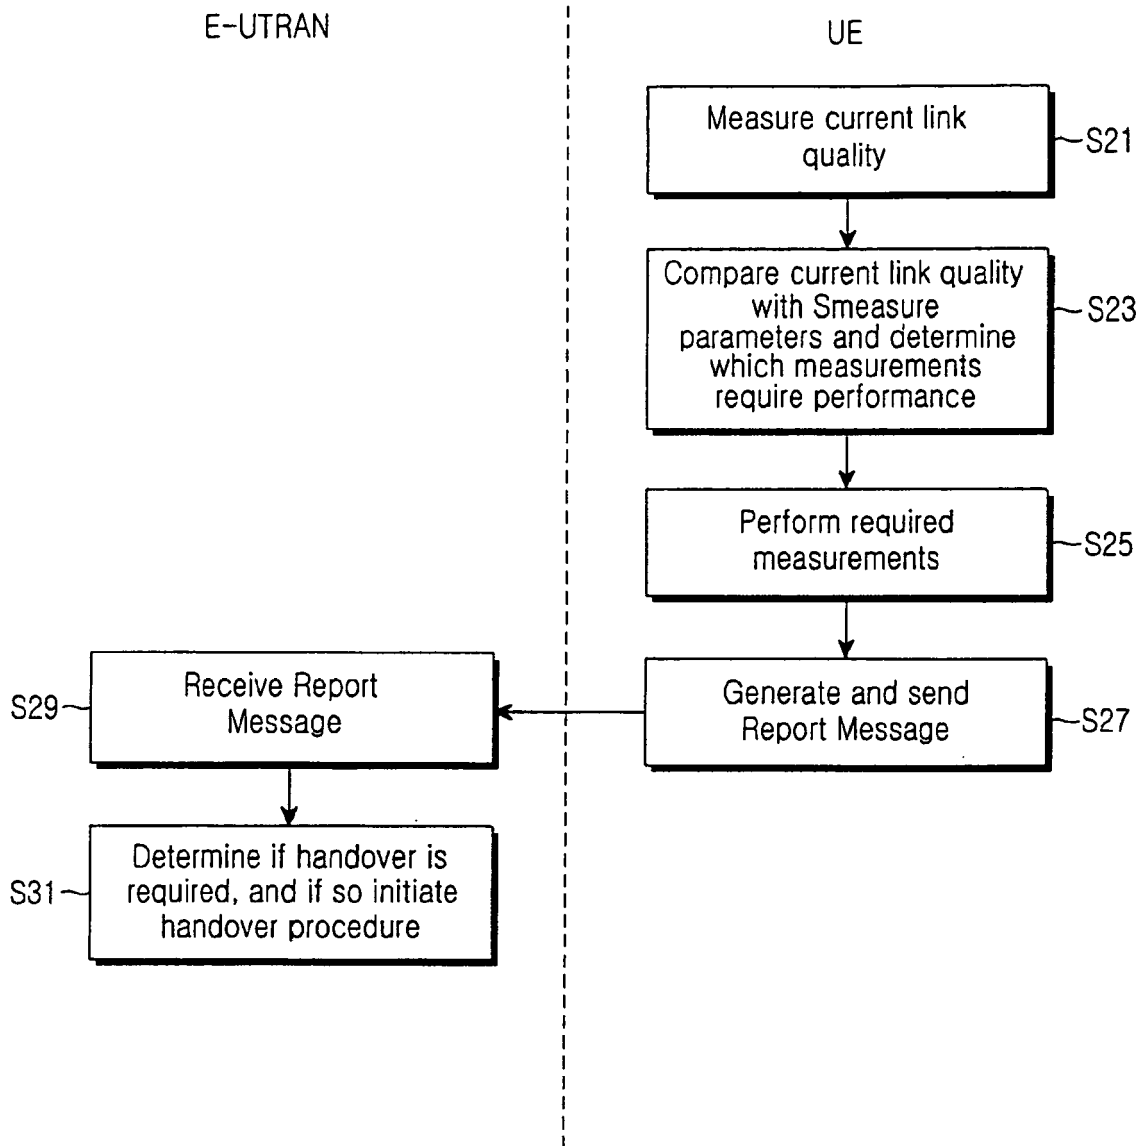 E-UTRAN
UE
Measure current link
quality
S21
Compare current link quality
with Smeasure
parameters and determine
which measurements
require performance
S23
Perform required
measurements
S25
Generate and send
Report Message
S27
Receive Report
Message
S29
Determine if handover is
required, and if so initiate
handover procedure
S31